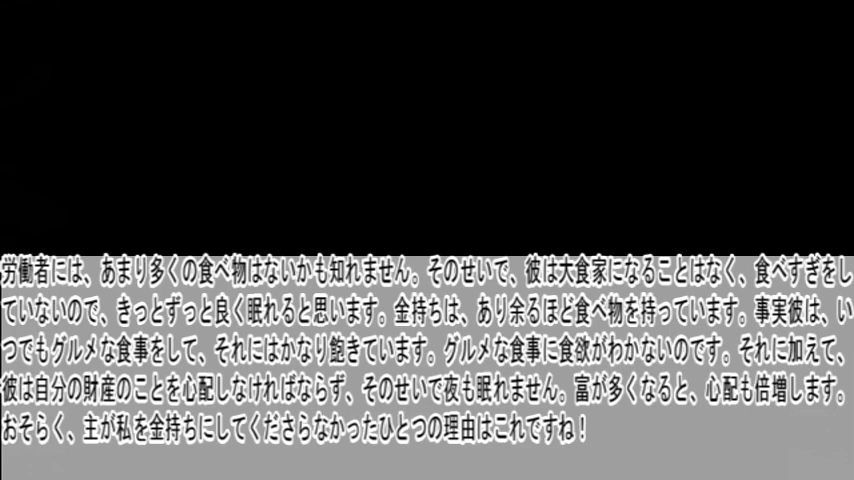 労働者には、あまり多くの食べ物はないかも知れません。そのせいで、彼は大食家になることはなく、食べすぎをし
ていないので、きっとずっと良く眠れると思います。金持ちは、あり余るほど食べ物を持っています。事実彼は、い
つでもグルメな食事をして、それにはかなり飽きています。グルメな食事に食欲がわかないのです。それに加えて、
彼は自分の財産のことを心配しなければならず、そのせいで夜も眠れません。富が多くなると、心配も倍増します。
おそらく、主が私を金持ちにしてくださらなかったひとつの理由はこれですね！